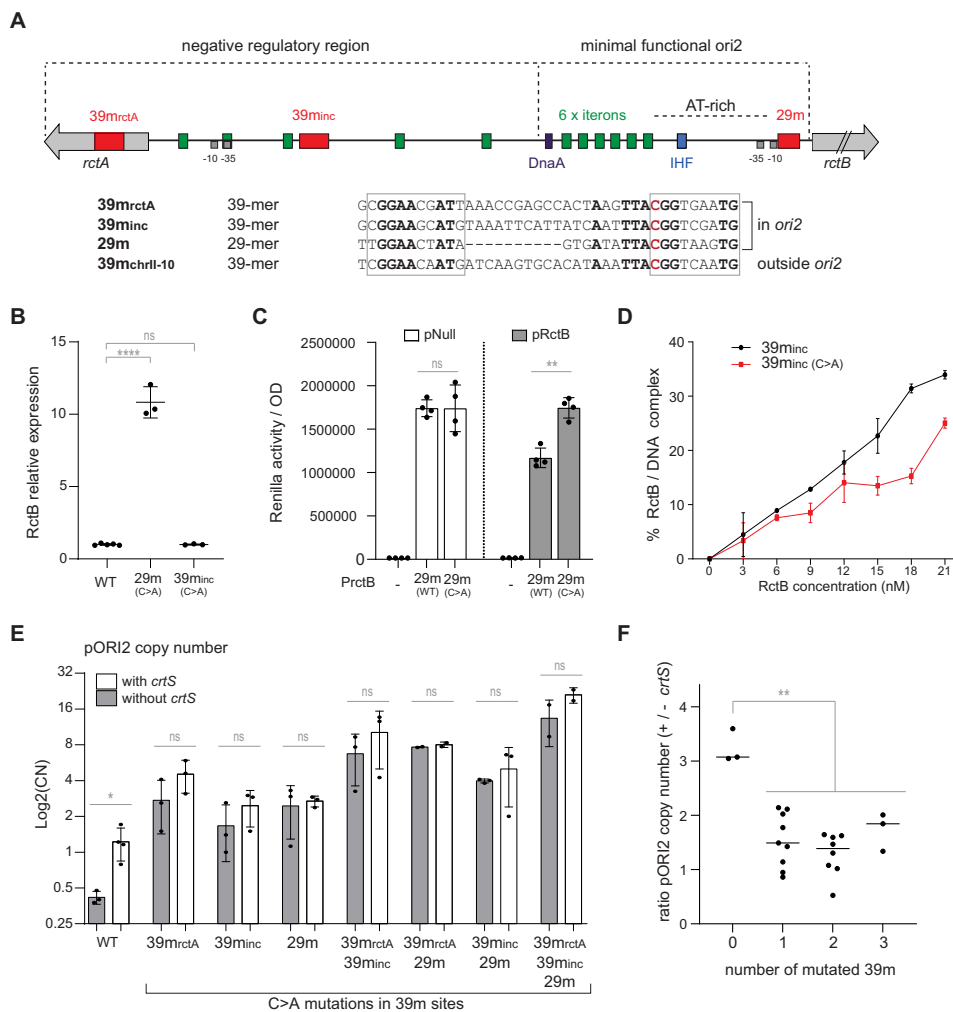 A
negative regulatory region
minimal functional ori2
39mrctA
39minc
6 x iterons
AT-rich
29m
rctA
-10 -35
DnaA
IHF
-35 -10
rctB
39mrctA 39-mer GCGGAACGATTAAACCGAGCCACTAAGTTACGGTGAATG
39minc 39-mer GCGGAAGCATGTAAATTCATTATCAATTTACGGTCGATG
29m 29-mer TTGGAACTATA----------GTGATATTACGGTAAGTG
39mchrII-10 39-mer TCGGAACAATGATCAAGTGCACATAAATTACGGTCAATG
in ori2
outside ori2
B
RctB relative expression
15
10
5
1
0
ns
****
WT
29m (C>A)
39minc (C>A)
C
pNull
pRctB
ns
**
Renilla activity / OD
2000000
1500000
1000000
500000
0
PrctB
-
29m (WT)
29m (C>A)
-
29m (WT)
29m (C>A)
D
39minc
39minc (C>A)
% RctB / DNA complex
40
30
20
10
0
0 3 6 9 12 15 18 21
RctB concentration (nM)
E
pORI2 copy number
with crtS
without crtS
Log2(CN)
32
16
8
4
2
1
0.5
0.25
*
ns
ns
ns
ns
ns
ns
ns
WT
39mrctA
39minc
29m
39mrctA 39minc
39mrctA 29m
39minc 29m
39mrctA 39minc 29m
C>A mutations in 39m sites
F
ratio pORI2 copy number (+ / - crtS)
4
3
2
1
0
**
0 1 2 3
number of mutated 39m